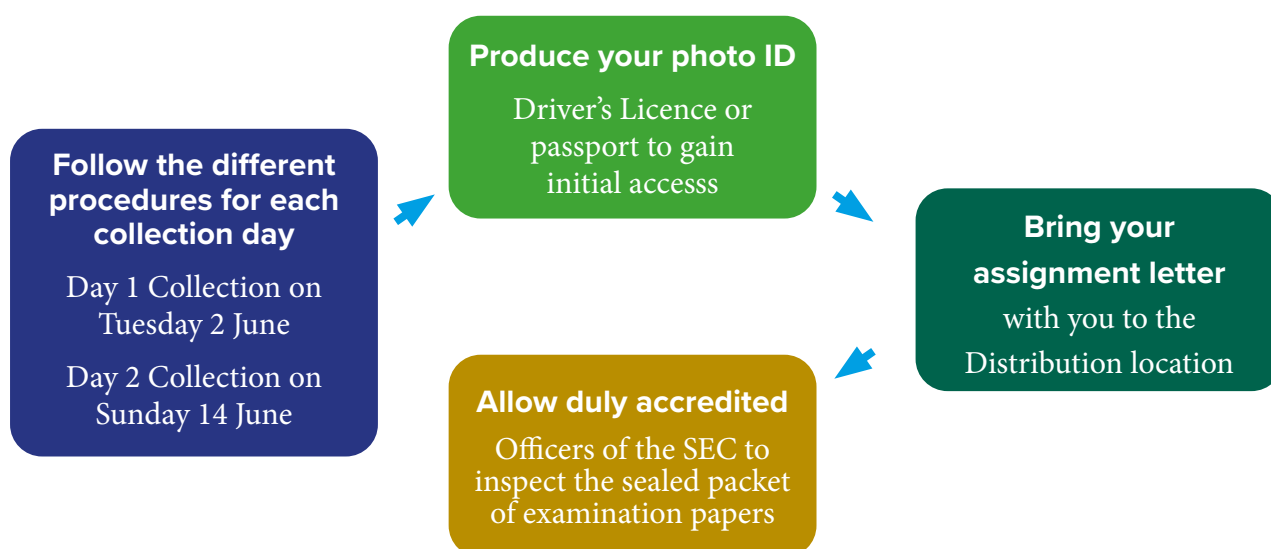 Follow the different
procedures for each
collection day
Day 1 Collection on
Tuesday 2 June
Day 2 Collection on
Sunday 14 June
Produce your photo ID
Driver’s Licence or
passport to gain
initial accesss
Bring your
assignment letter
with you to the
Distribution location
Allow duly accredited
Officers of the SEC to
inspect the sealed packet
of examination papers